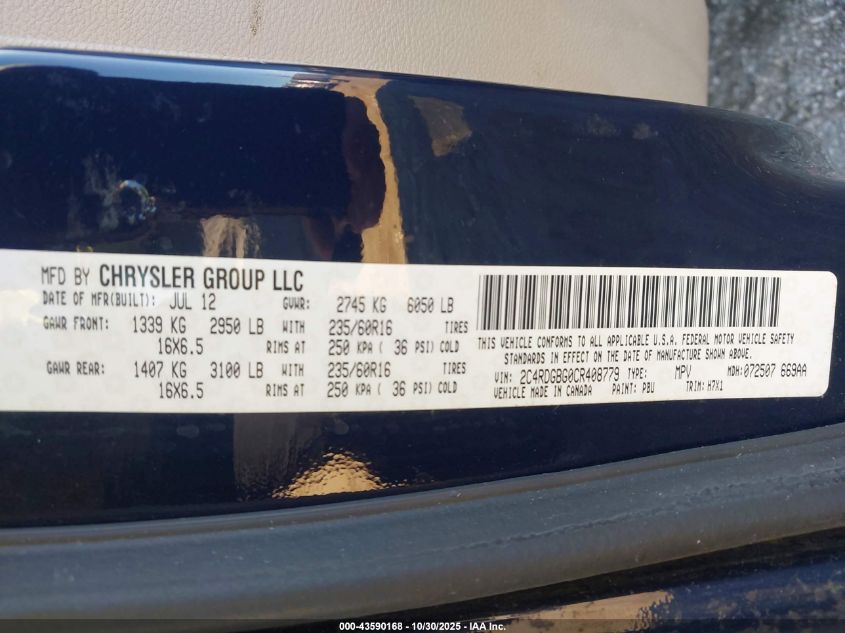 MFD BY CHRYSLER GROUP LLC
DATE OF MFR(BUILT): JUL 12 GVWR: 2745 KG 6050 LB
GAWR FRONT: 1339 KG 2950 LB WITH 235/60R16 TIRES
16X6.5 RIMS AT 250 KPA ( 36 PSI) COLD
GAWR REAR: 1407 KG 3100 LB WITH 235/60R16 TIRES
16X6.5 RIMS AT 250 KPA ( 36 PSI) COLD
THIS VEHICLE CONFORMS TO ALL APPLICABLE U.S.A. FEDERAL MOTOR VEHICLE SAFETY
STANDARDS IN EFFECT ON THE DATE OF MANUFACTURE SHOWN ABOVE.
VIN: 2C4RDGBG0CR408779 TYPE: MPV MDH: 072507 669AA
VEHICLE MADE IN CANADA PAINT: PBU TRIM: H7X1
000-43590168 - 10/30/2025 - IAA Inc.